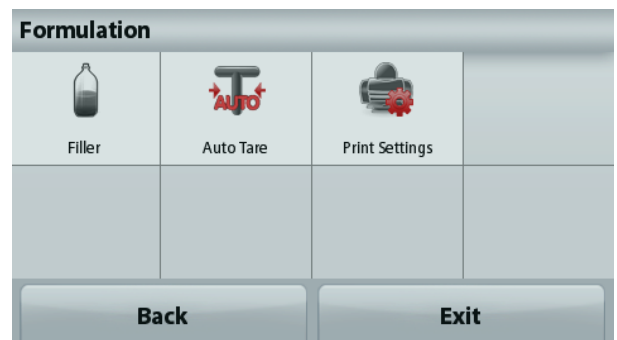 Formulation
AUTO
Filler
Auto Tare
Print Settings
Back
Exit